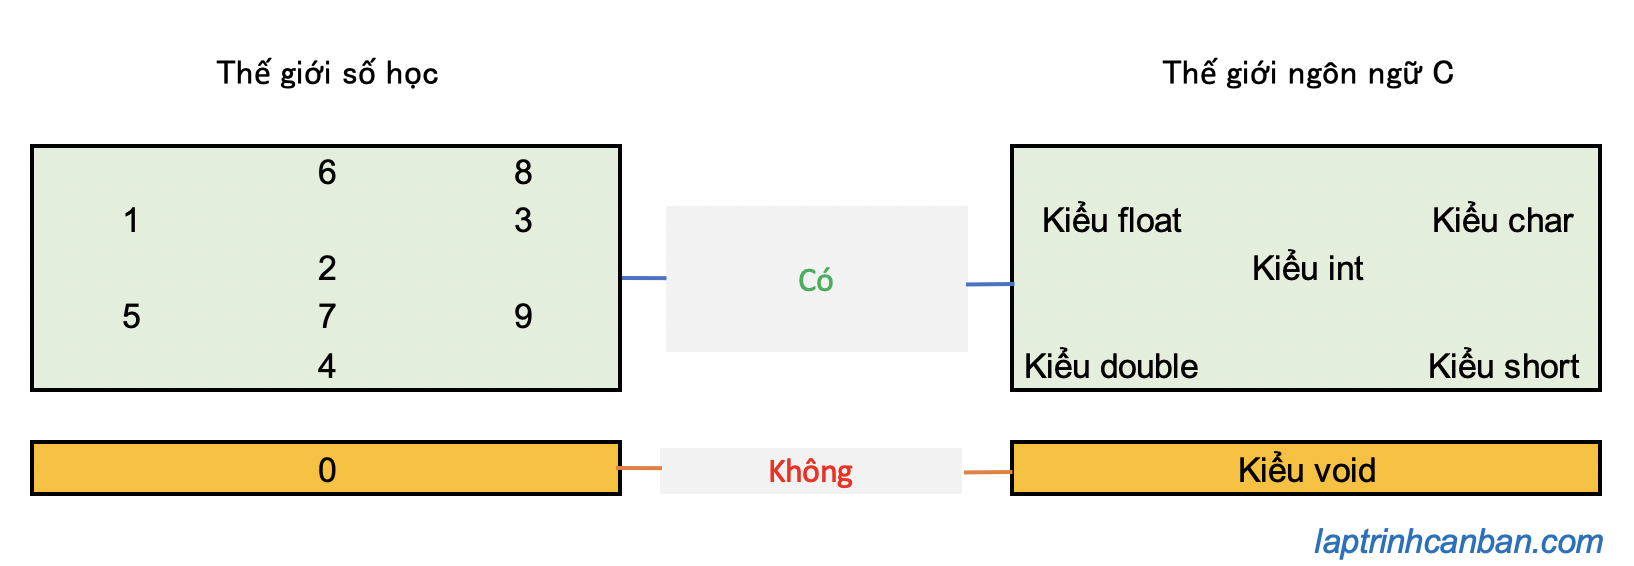 Thế giới số học
Thế giới ngôn ngữ C
6 8
1 3
2
5 7 9
4
Có
Kiểu float Kiểu char
Kiểu int
Kiểu double Kiểu short
0
Không
Kiểu void
laptrinhcanban.com